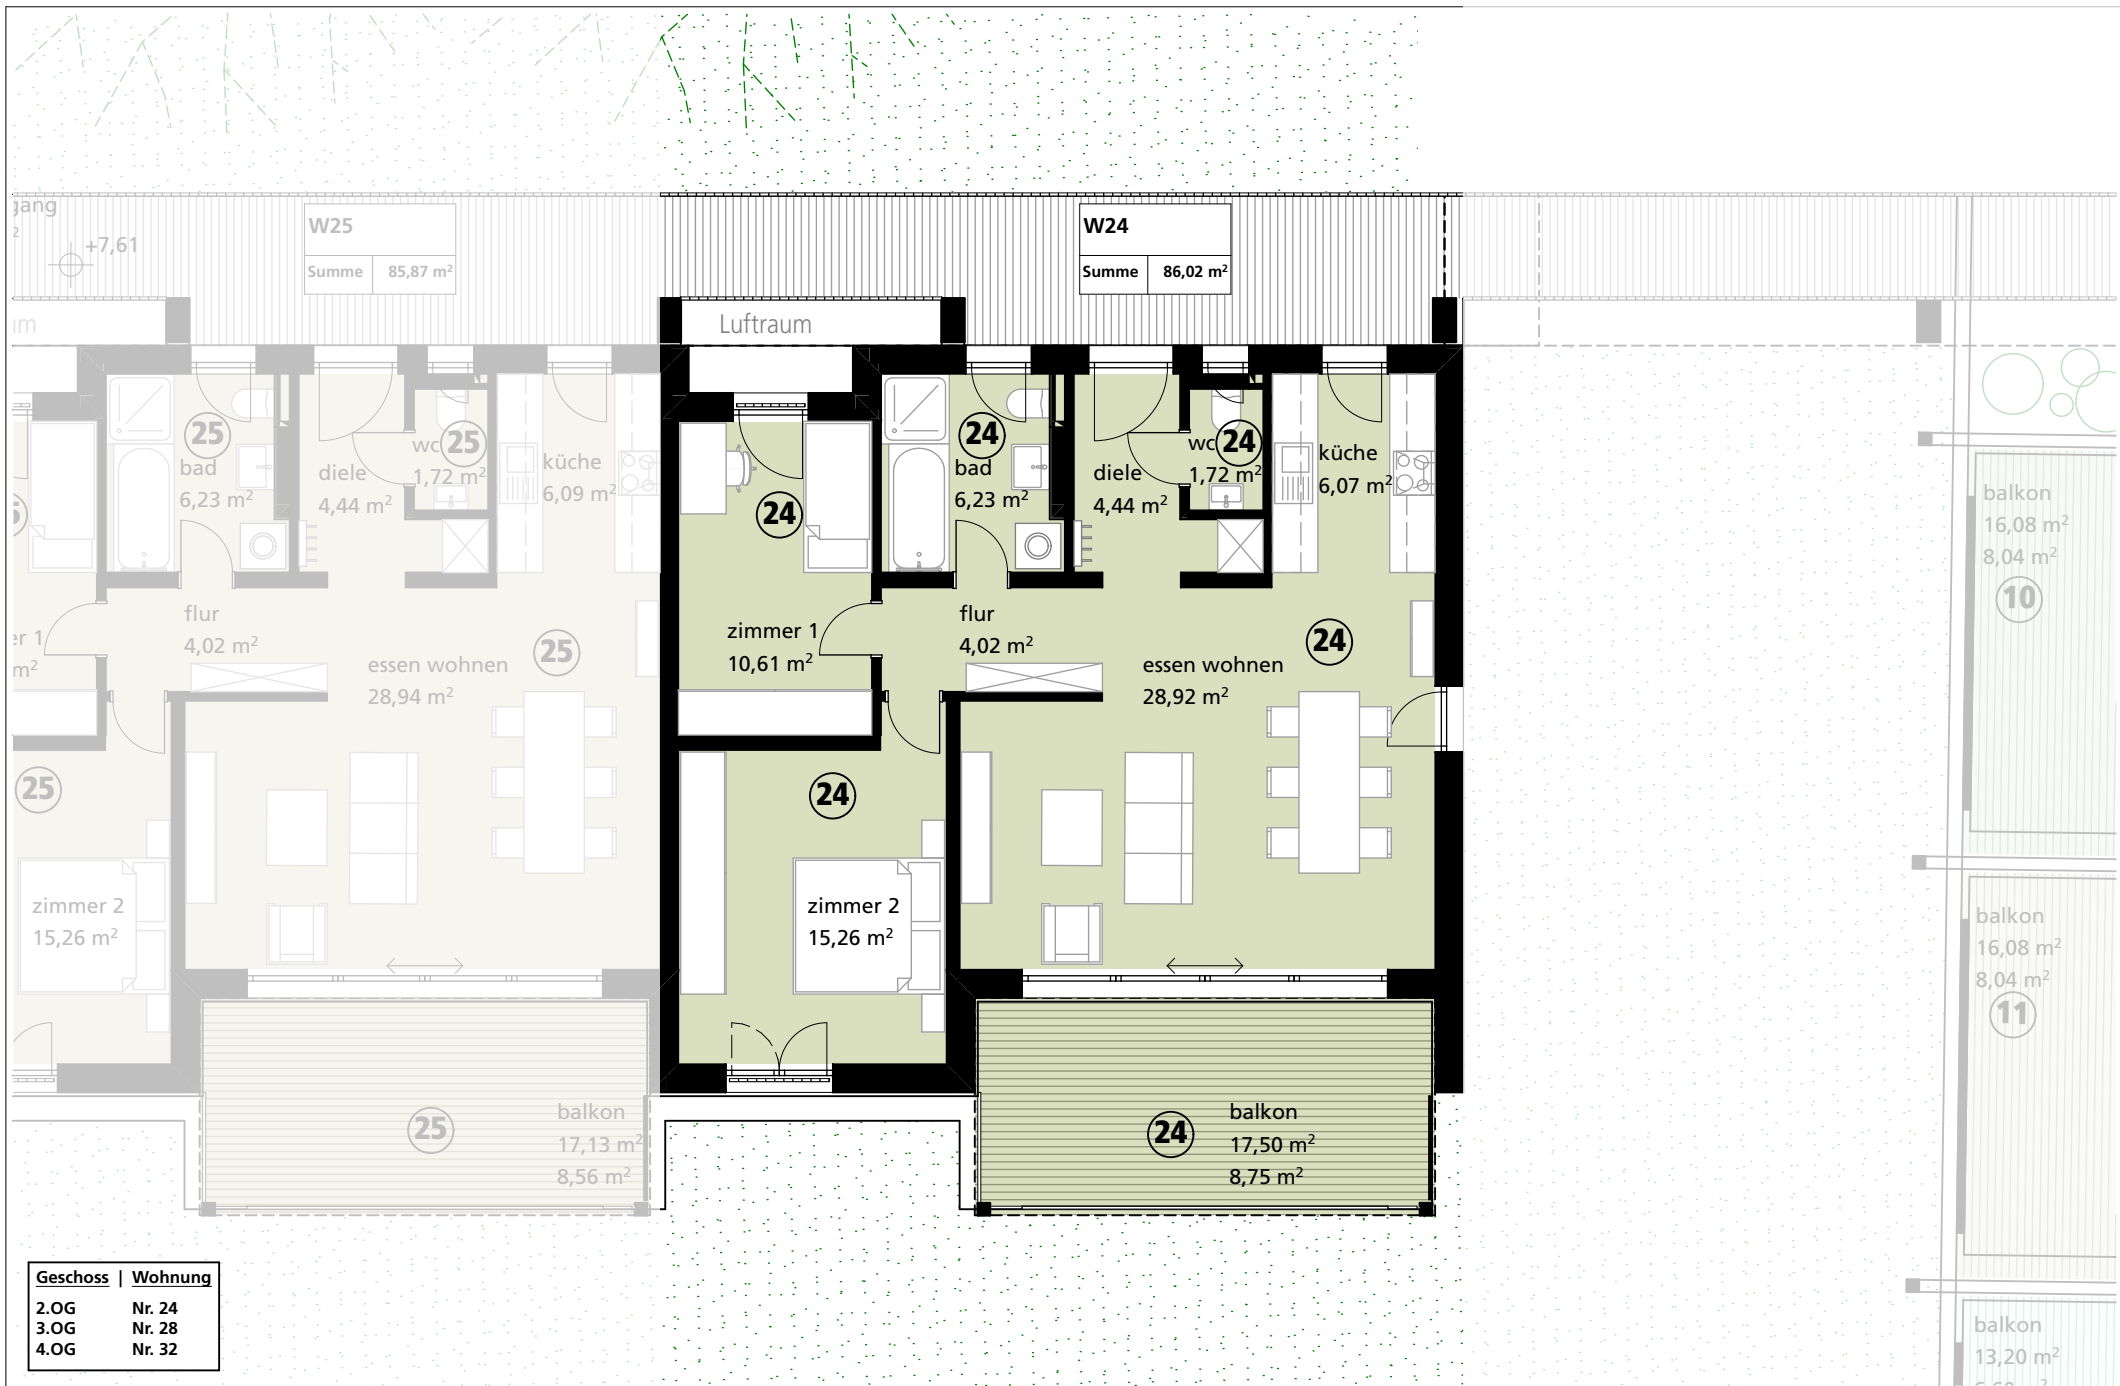 gang
+7,61
W25
Summe 85,87 m²
W24
Summe 86,02 m²
Luftraum
25
bad
6,23 m²
diele
4,44 m²
wc
25
1,72 m²
küche
6,09 m²
24
bad
6,23 m²
diele
4,44 m²
wc
24
1,72 m²
küche
6,07 m²
24
zimmer 1
10,61 m²
flur
4,02 m²
25
essen wohnen
28,94 m²
flur
4,02 m²
24
essen wohnen
28,92 m²
balkon
16,08 m²
8,04 m²
10
25
zimmer 2
15,26 m²
24
zimmer 2
15,26 m²
balkon
16,08 m²
8,04 m²
11
25
balkon
17,13 m²
8,56 m²
24
balkon
17,50 m²
8,75 m²
balkon
13,20 m²
Geschoss | Wohnung
2.OG Nr. 24
3.OG Nr. 28
4.OG Nr. 32